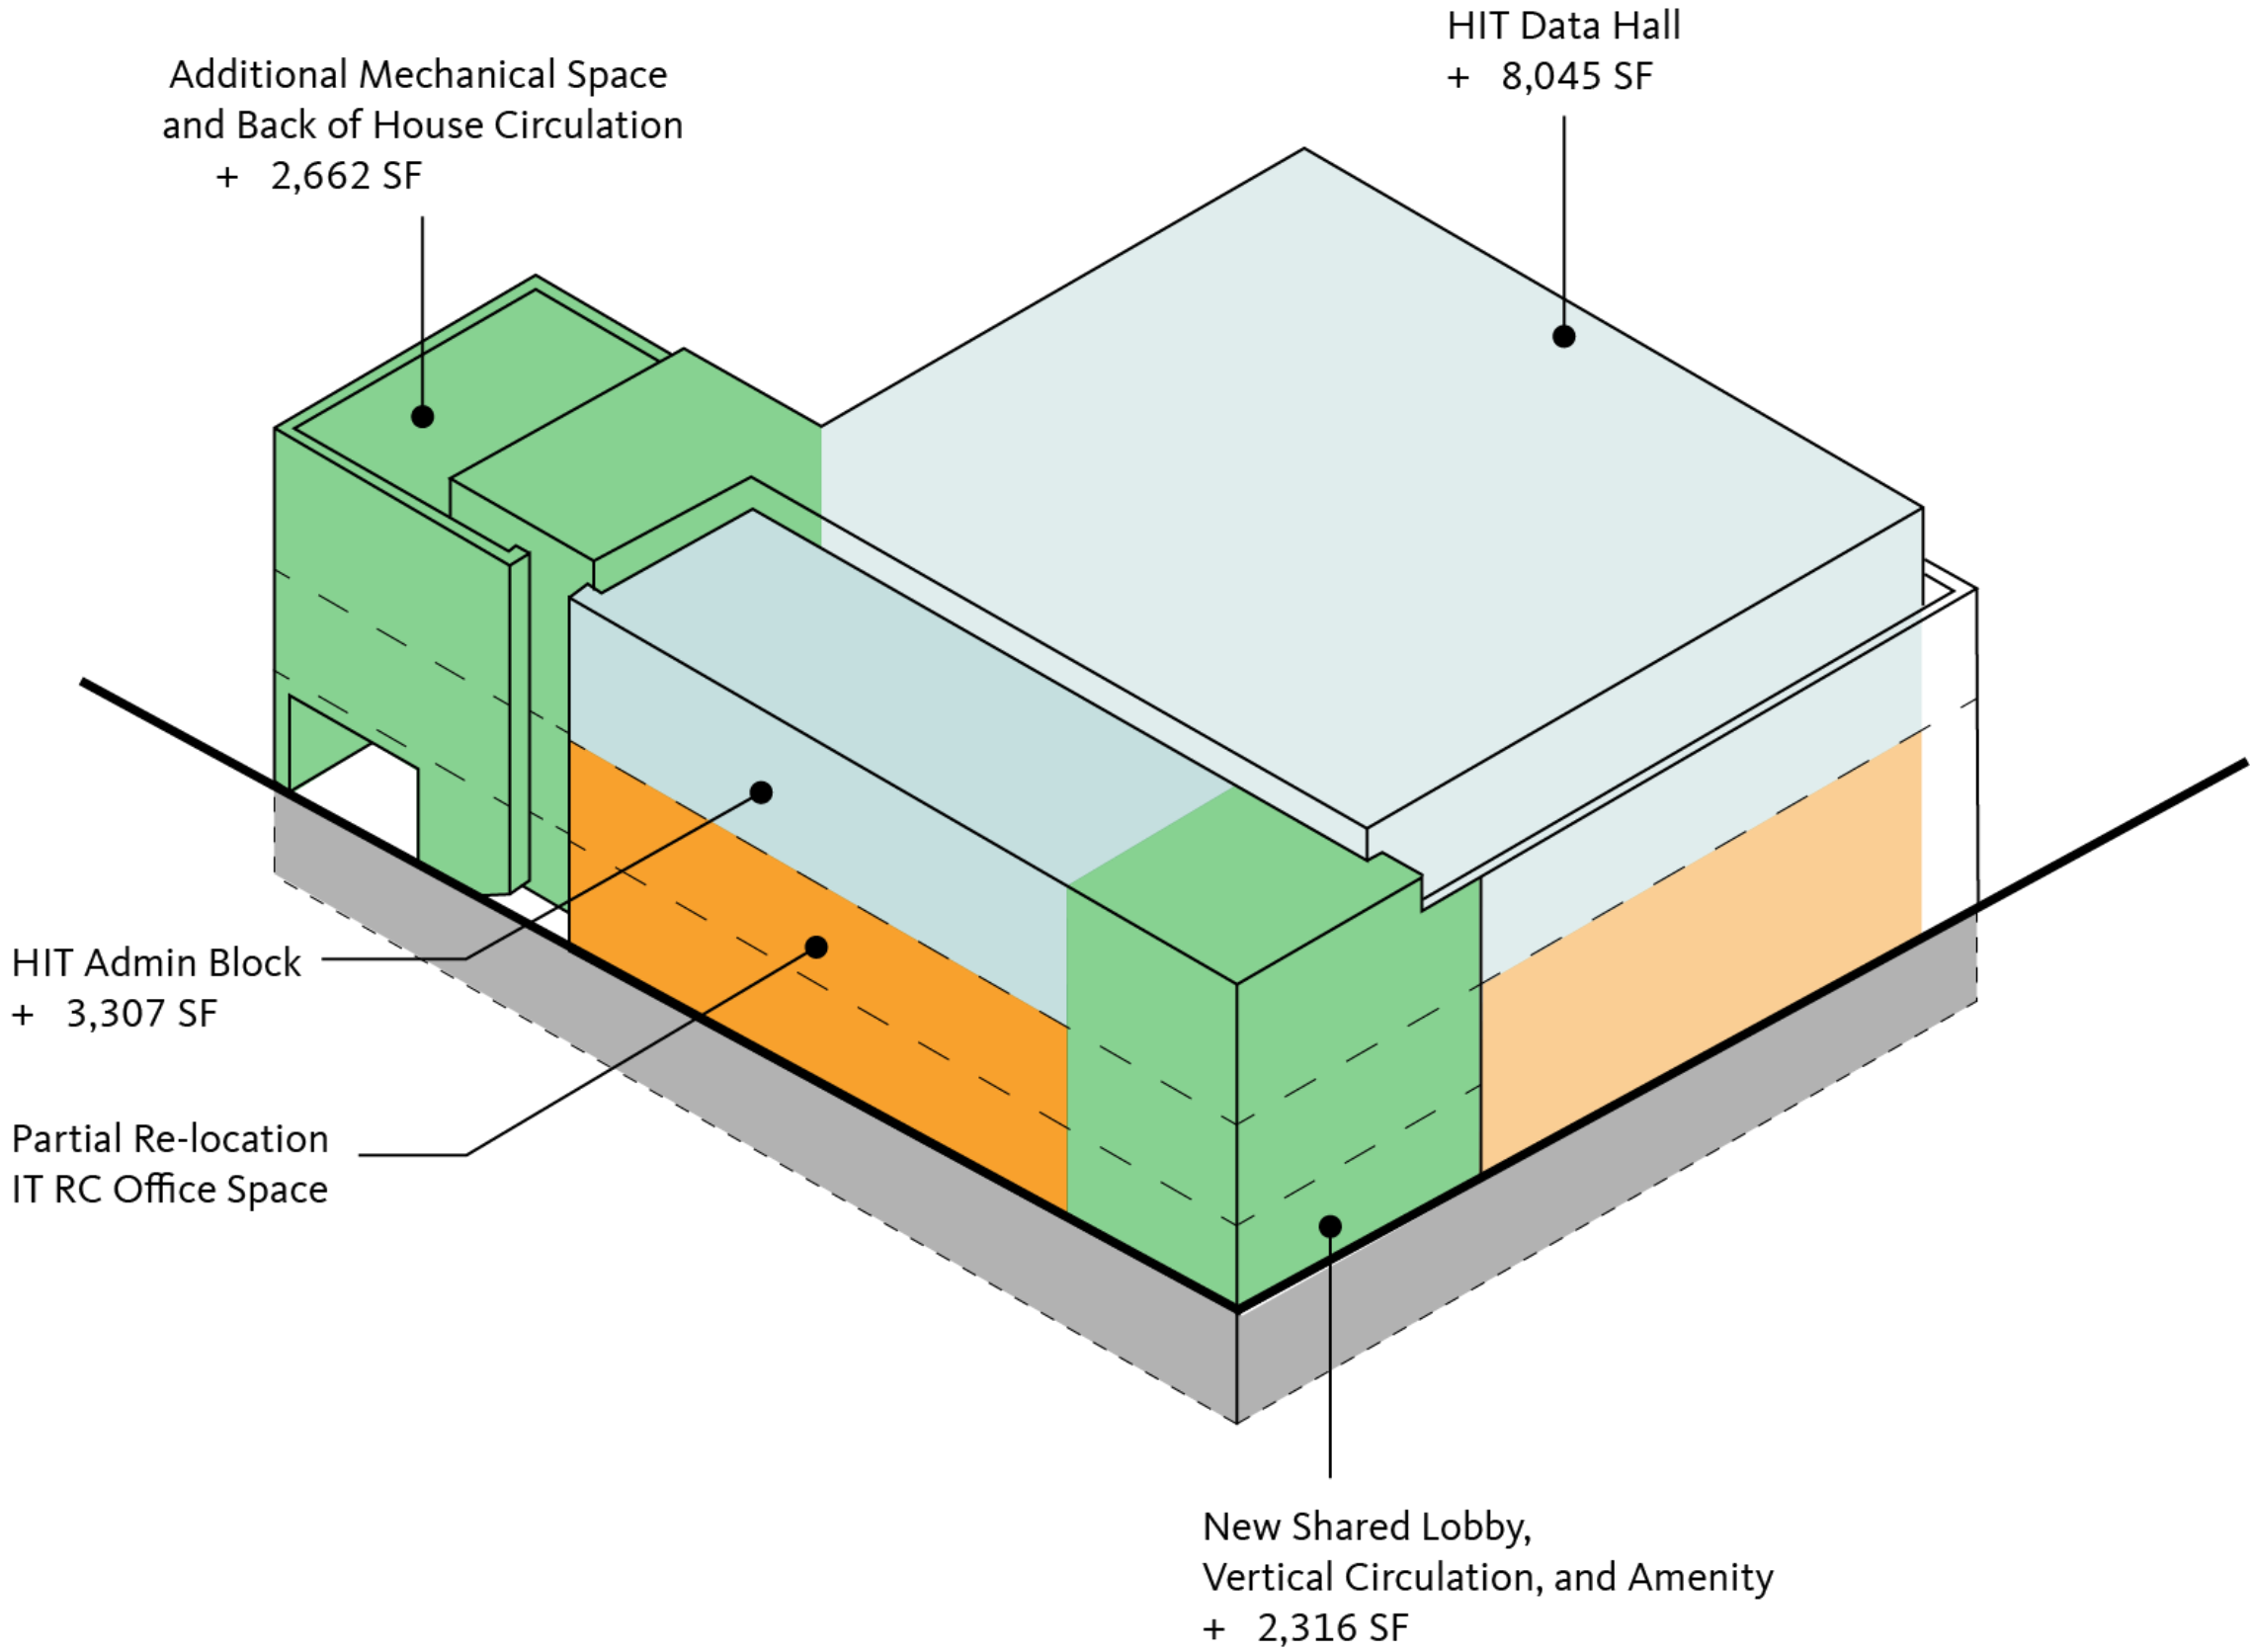 Additional Mechanical Space
and Back of House Circulation
+ 2,662 SF
HIT Data Hall
+ 8,045 SF
HIT Admin Block
+ 3,307 SF
Partial Re-location
IT RC Office Space
New Shared Lobby,
Vertical Circulation, and Amenity
+ 2,316 SF